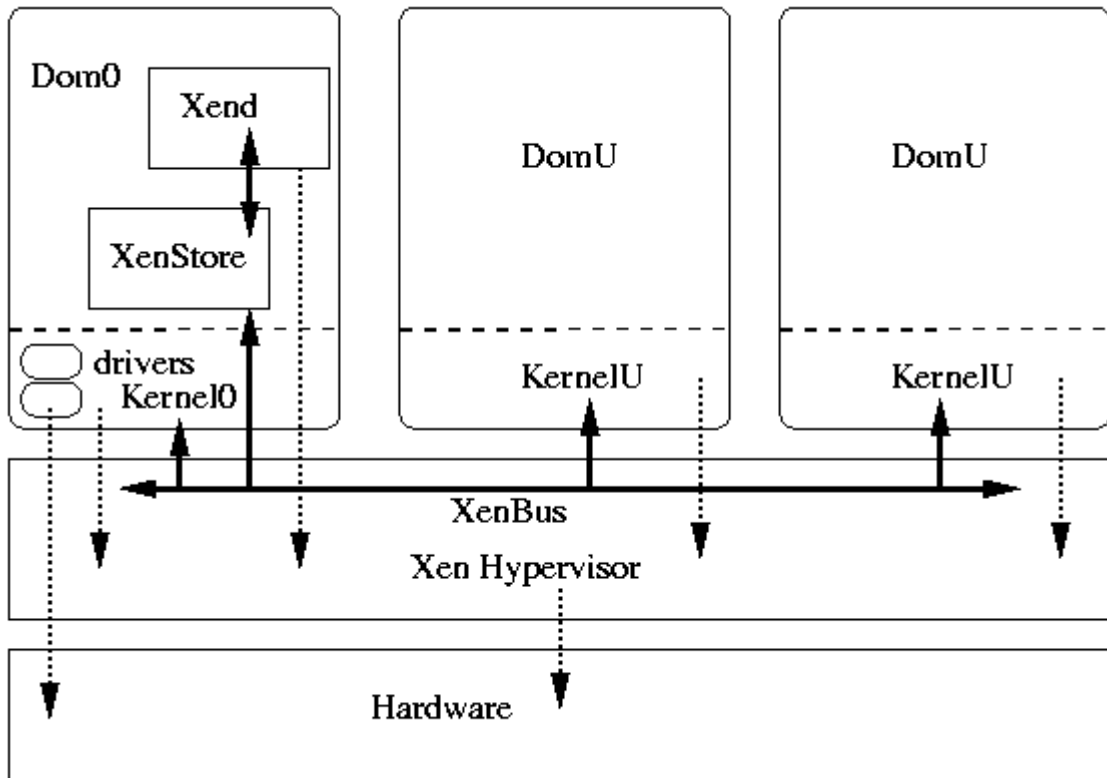 Dom0
Xend
XenStore
drivers
Kernel0
DomU
KernelU
DomU
KernelU
XenBus
Xen Hypervisor
Hardware